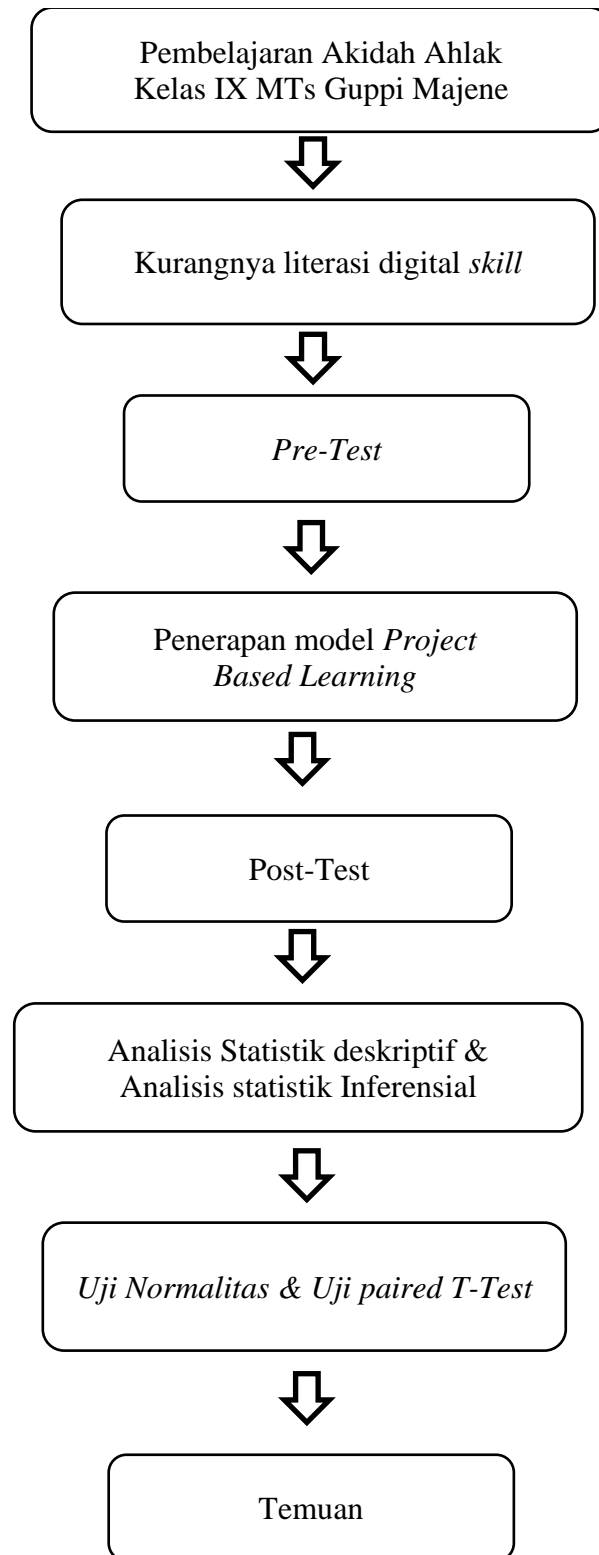 Pembelajaran Akidah Ahlak
Kelas IX MTs Guppi Majene
Kurangnya literasi digital skill
Pre-Test
Penerapan model Project
Based Learning
Post-Test
Analisis Statistik deskriptif &
Analisis statistik Inferensial
Uji Normalitas & Uji paired T-Test
Temuan